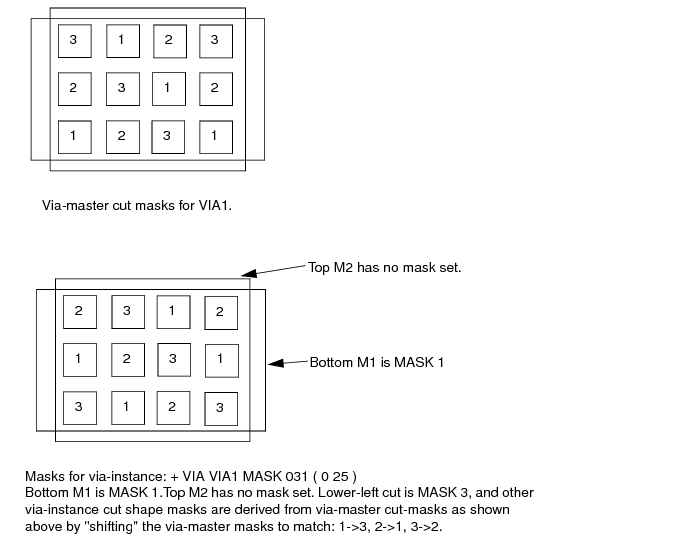 3 1 2 3
2 3 1 2
1 2 3 1
Via-master cut masks for VIA1.
Top M2 has no mask set.
2 3 1 2
1 2 3 1
Bottom M1 is MASK 1
3 1 2 3
Masks for via-instance: + VIA VIA1 MASK 031 ( 0 25 )
Bottom M1 is MASK 1.Top M2 has no mask set. Lower-left cut is MASK 3, and other
via-instance cut shape masks are derived from via-master cut-masks as shown
above by "shifting" the via-master masks to match: 1->3, 2->1, 3->2.